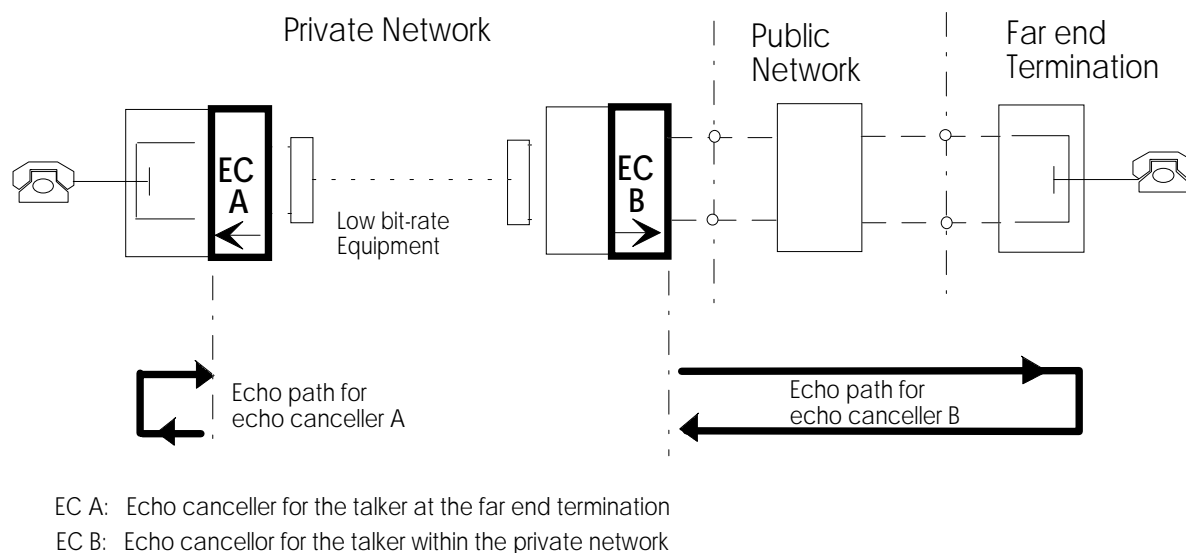 Private Network
Public
Network
Far end
Termination
EC
A
EC
B
Low bit-rate
Equipment
Echo path for
echo canceller A
Echo path for
echo canceller B
EC A: Echo canceller for the talker at the far end termination
EC B: Echo cancellor for the talker within the private network